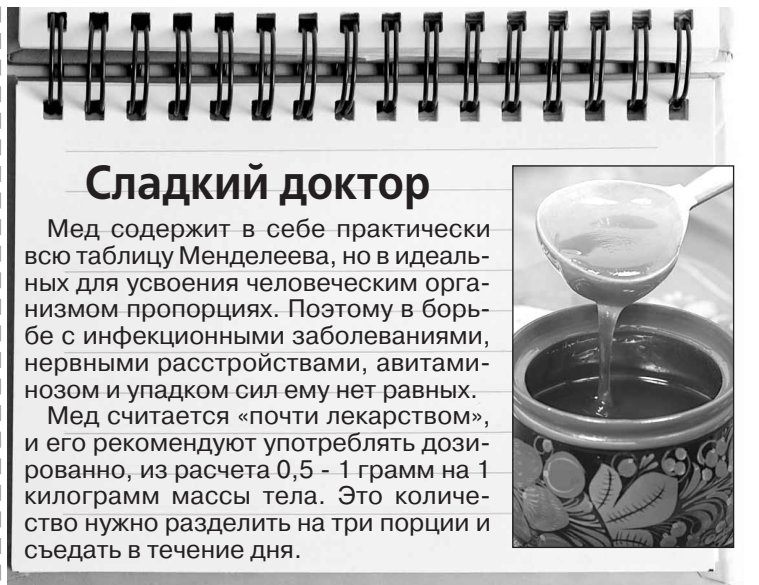 Сладкий доктор
Мед содержит в себе практически
всю таблицу Менделеева, но в идеаль-
ных для усвоения человеческим орга-
низмом пропорциях. Поэтому в борь-
бе с инфекционными заболеваниями,
нервными расстройствами, авитами-
нозом и упадком сил ему нет равных.
Мед считается «почти лекарством»,
и его рекомендуют употреблять дози-
рованно, из расчета 0,5 - 1 грамм на 1
килограмм массы тела. Это количе-
ство нужно разделить на три порции и
съедать в течение дня.